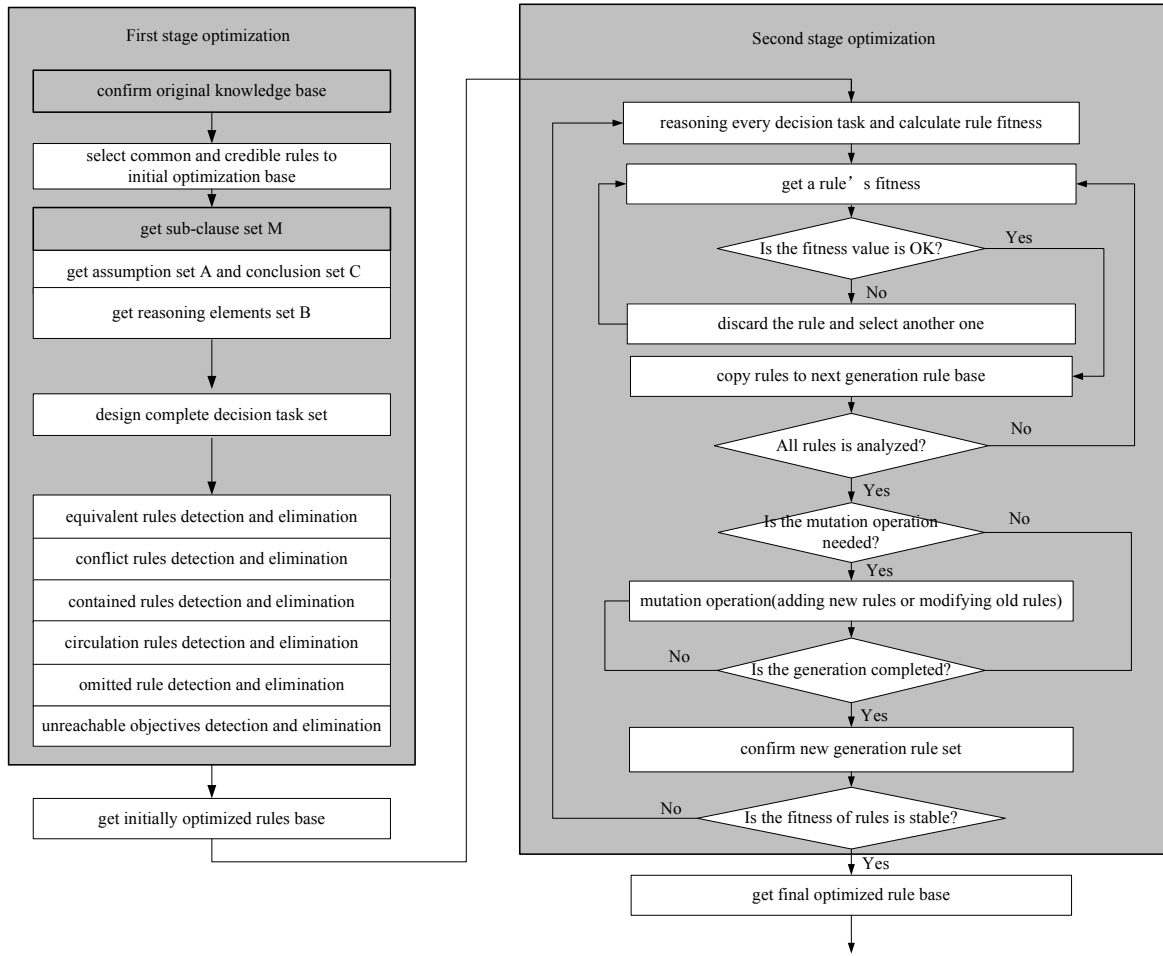 First stage optimization
confirm original knowledge base
select common and credible rules to
initial optimization base
get sub-clause set M
get assumption set A and conclusion set C
get reasoning elements set B
design complete decision task set
equivalent rules detection and elimination
conflict rules detection and elimination
contained rules detection and elimination
circulation rules detection and elimination
omitted rule detection and elimination
unreachable objectives detection and elimination
get initially optimized rules base
Second stage optimization
reasoning every decision task and calculate rule fitness
get a rule’s fitness
Is the fitness value is OK?
Yes
No
discard the rule and select another one
copy rules to next generation rule base
All rules is analyzed?
No
Yes
Is the mutation operation
needed?
No
Yes
mutation operation(adding new rules or modifying old rules)
Is the generation completed?
No
Yes
confirm new generation rule set
Is the fitness of rules is stable?
No
Yes
get final optimized rule base